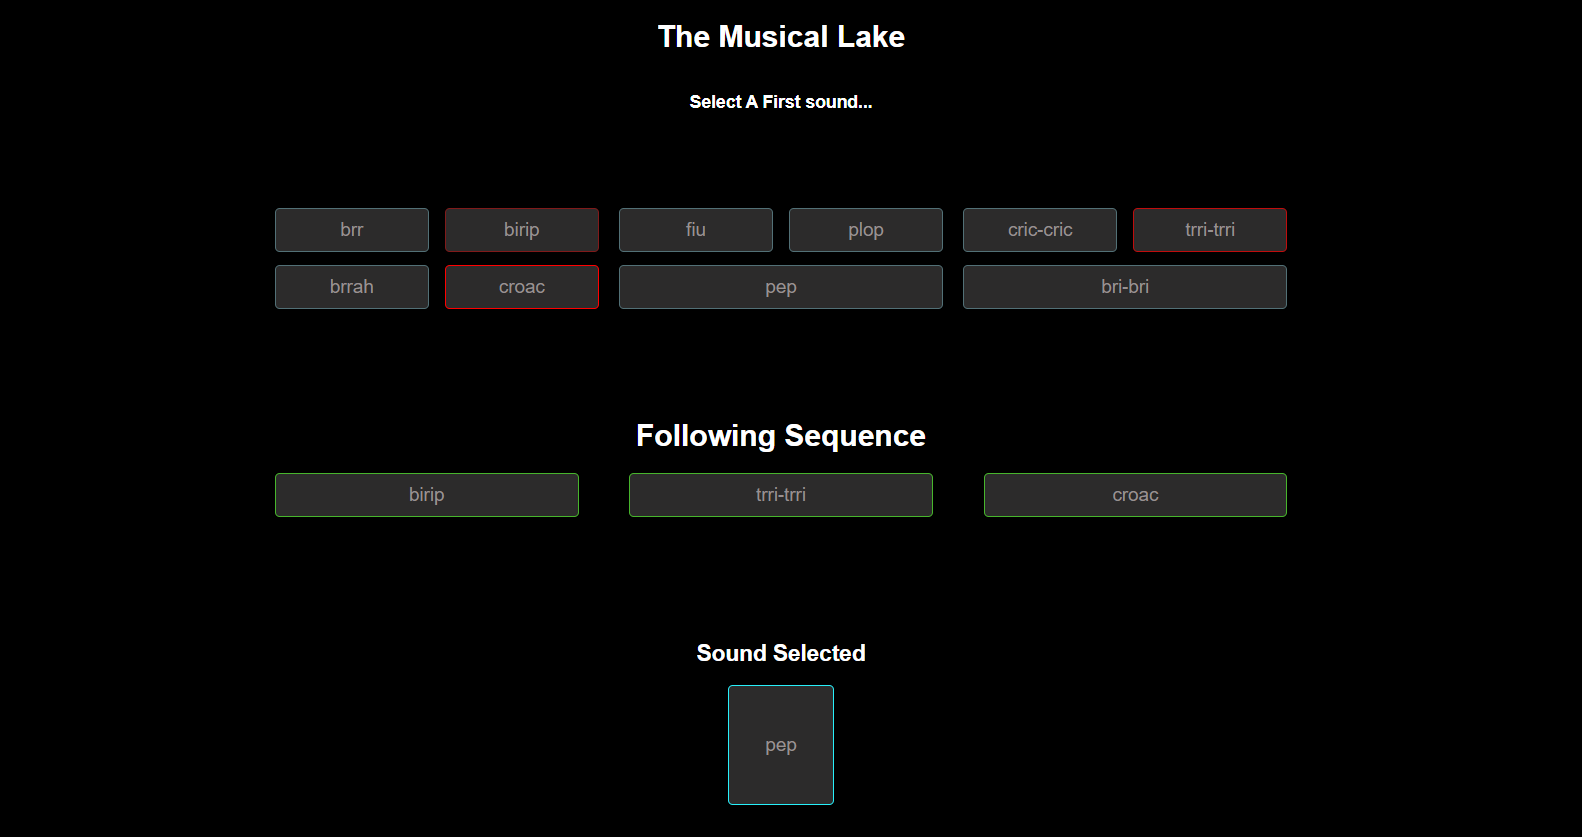 The Musical Lake
Select A First sound...
brr birip fiu plop cric-cric trri-trri
brrah croac pep bri-bri
Following Sequence
birip trri-trri croac
Sound Selected
pep